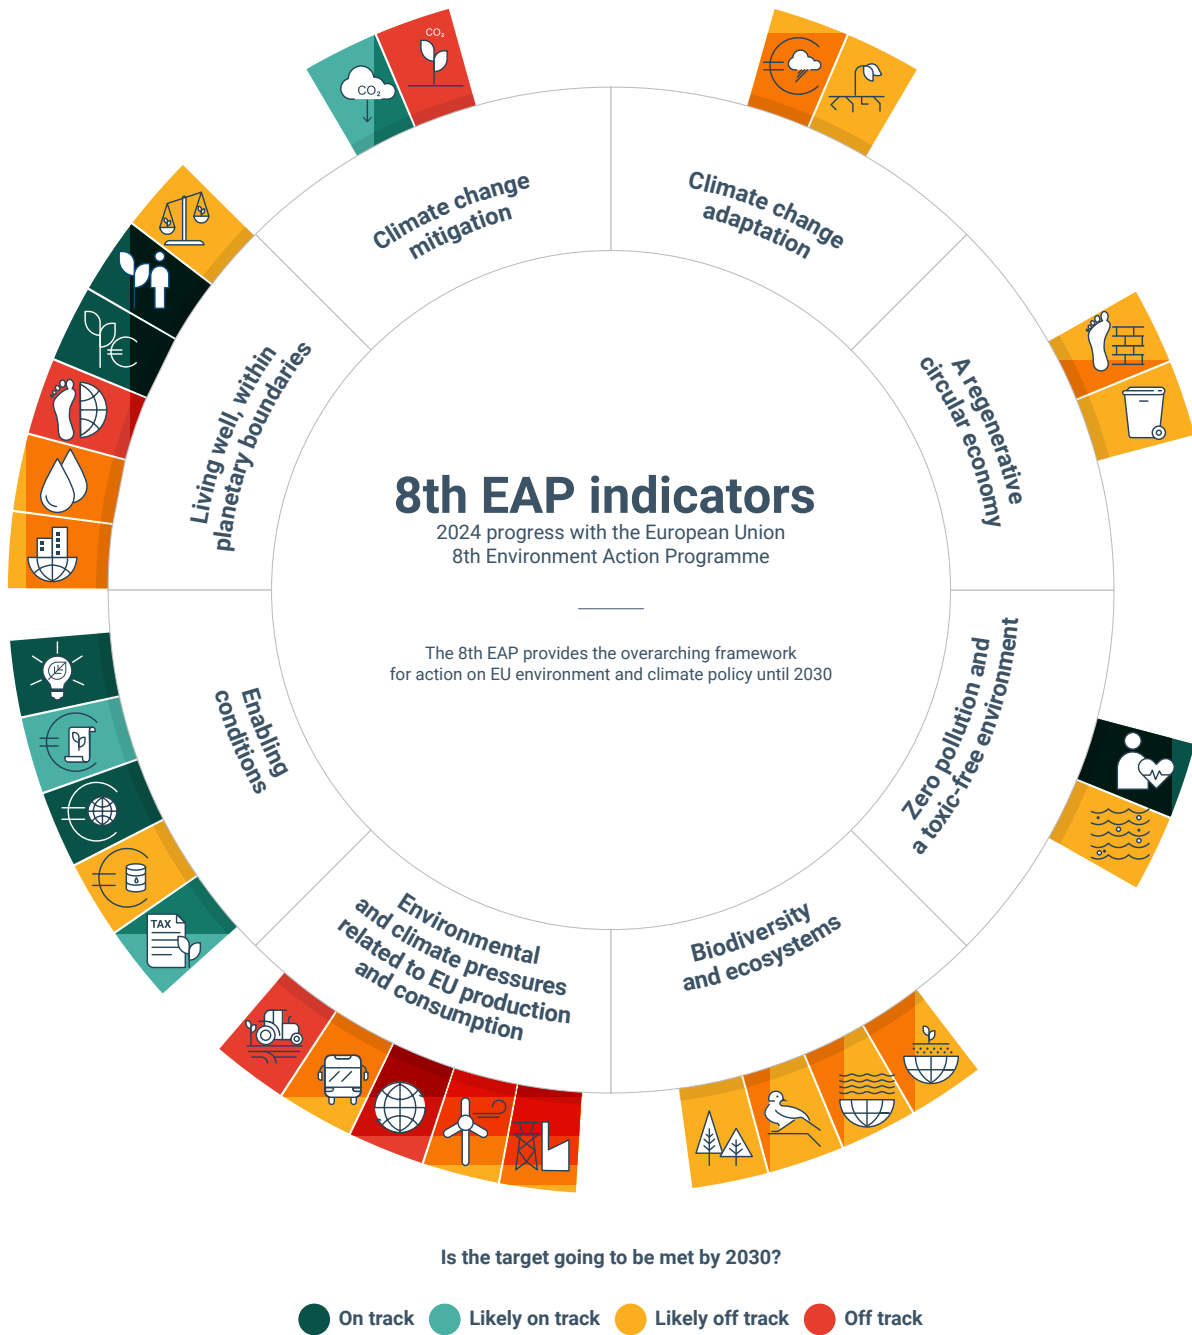 CO₂
CO₂
Climate change
mitigation
Climate change
adaptation
Living well, within
planetary boundaries
A regenerative
circular economy
8th EAP indicators
2024 progress with the European Union
8th Environment Action Programme
The 8th EAP provides the overarching framework
for action on EU environment and climate policy until 2030
Enabling
conditions
Zero pollution and
a toxic-free environment
TAX
Environmental
and climate pressures
related to EU production
and consumption
Biodiversity
and ecosystems
Is the target going to be met by 2030?
On track
Likely on track
Likely off track
Off track